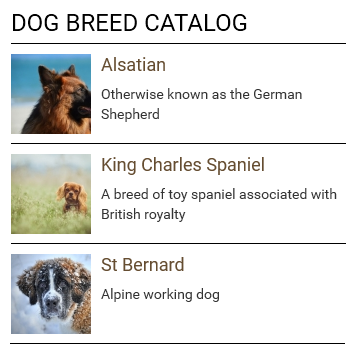 DOG BREED CATALOG
Alsatian
Otherwise known as the German
Shepherd
King Charles Spaniel
A breed of toy spaniel associated with
British royalty
St Bernard
Alpine working dog